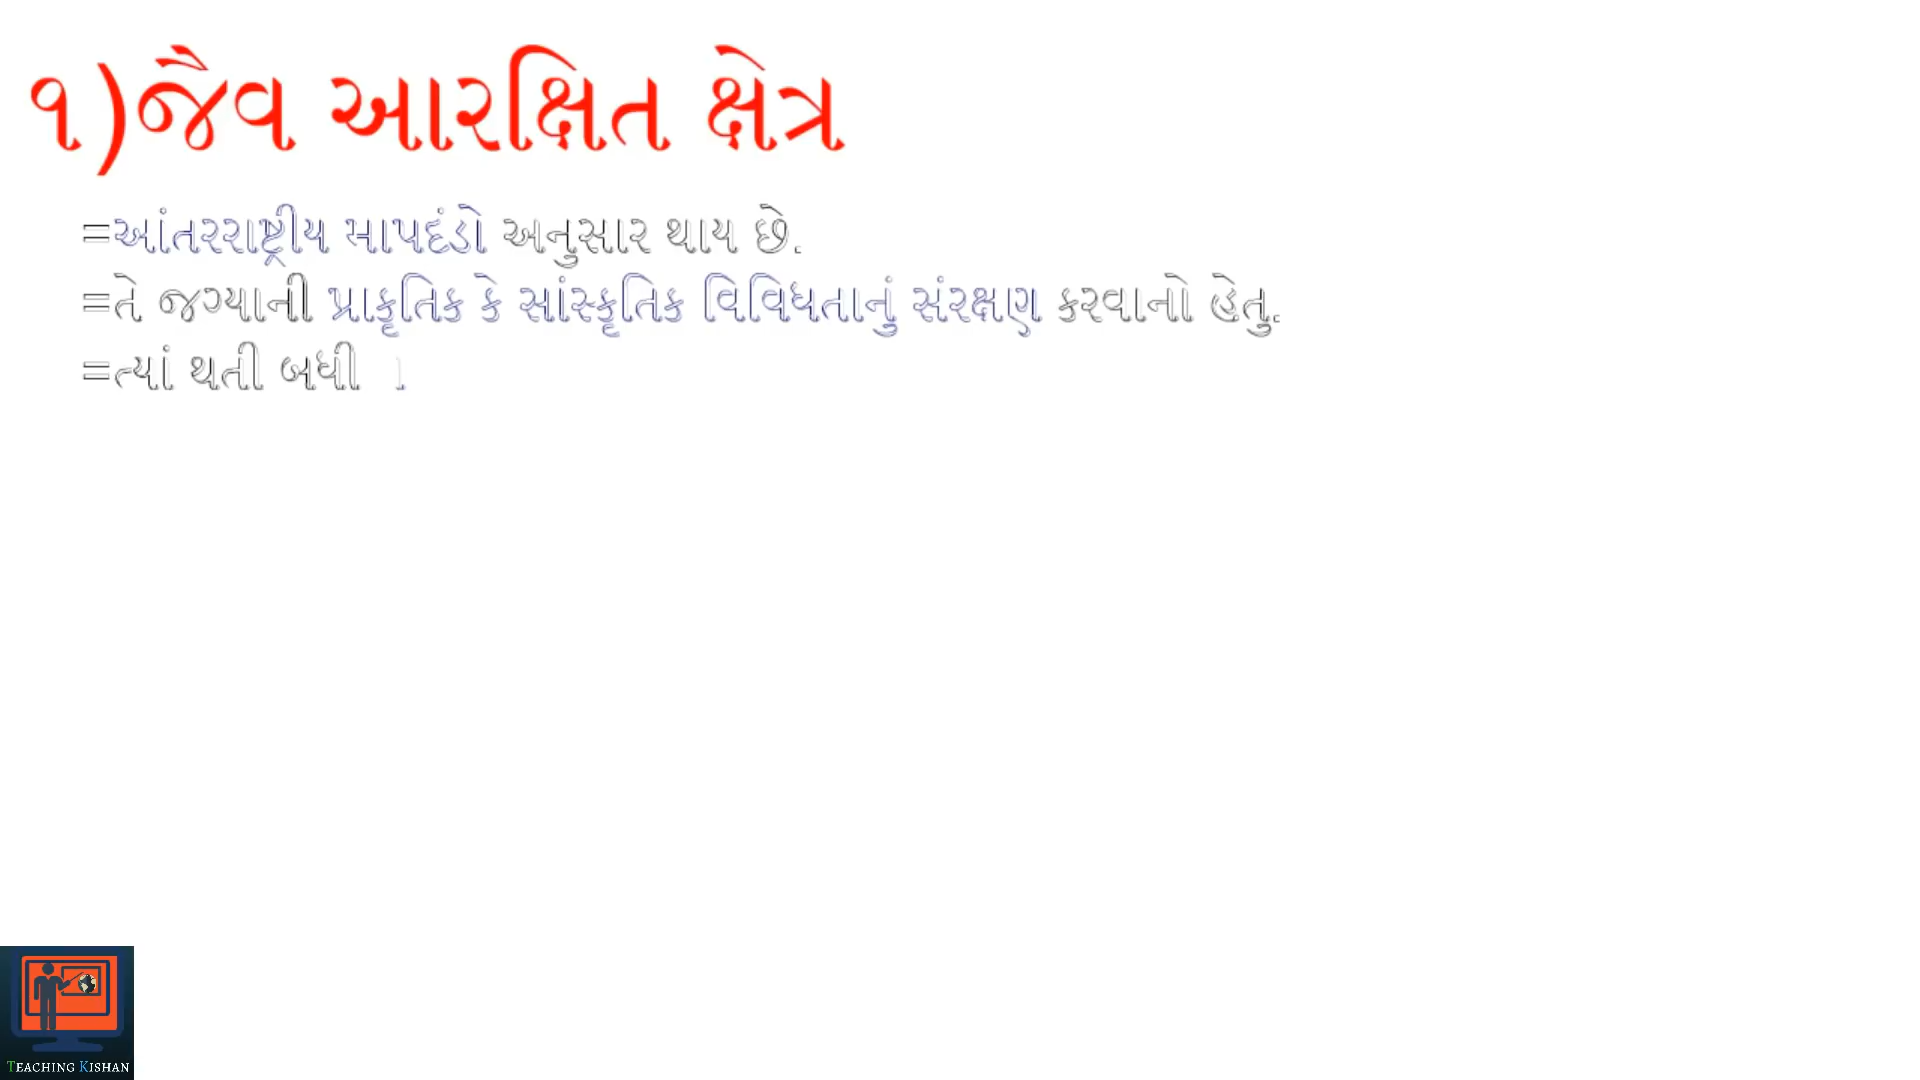 ૧)જૈવ આરક્ષિત ક્ષેત્ર
=આંતરરાષ્ટ્રીય માપદંડો અનુસાર થાય છે.
=તે જગ્યાની પ્રાકૃતિક કે સાંસ્કૃતિક વિવિધતાનું સંરક્ષણ કરવાનો હેતુ.
=ત્યાં થતી બધી
TEACHING KISHAN